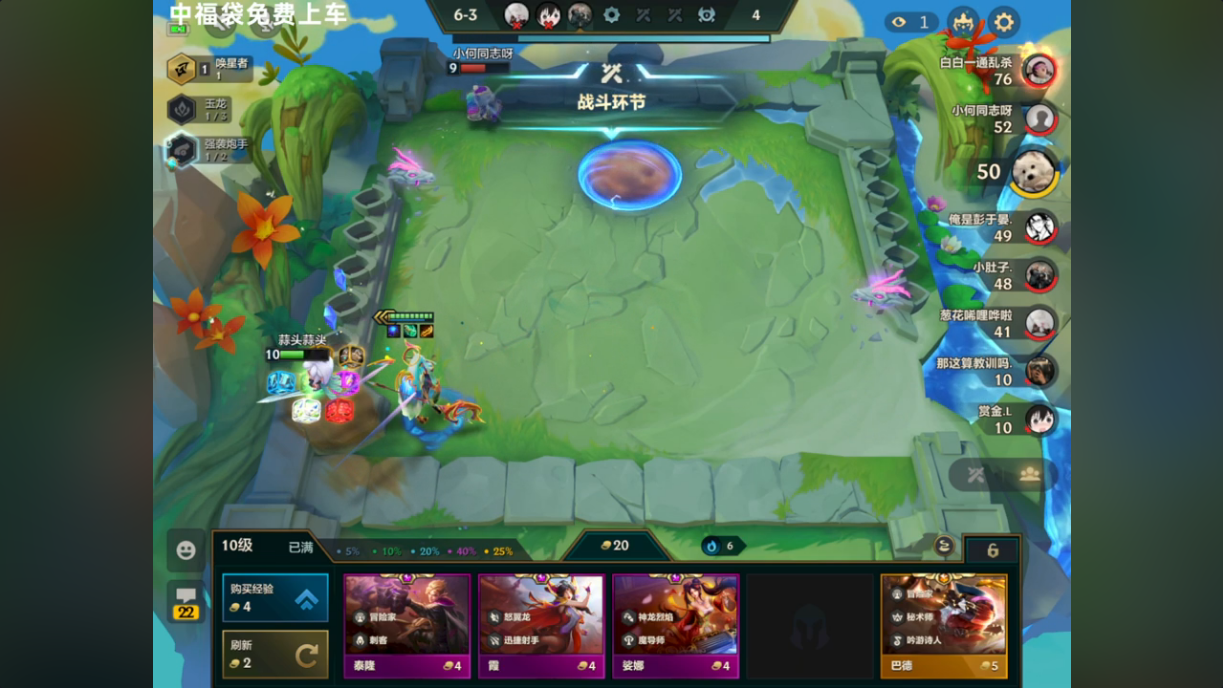 中福袋免费上车
6-3
4
1
1 唤星者
1
玉龙
1 / 3
强袭炮手
1 / 2
小何同志呀
9
战斗环节
白白一通乱杀
76
小何同志呀
52
50
俺是彭于晏.
49
小肚子.
48
葱花唏哩哗啦
41
那这算教训吗.
10
赏金.L
10
蒜头蒜头
10
10级
已满
5% 10% 20% 40% 25%
20
6
6
购买经验
4
刷新
2
22
冒险家
刺客
泰隆 4
怒翼龙
迅捷射手
霞 4
神龙烈焰
魔导师
娑娜 4
冒险家
秘术师
吟游诗人
巴德 5